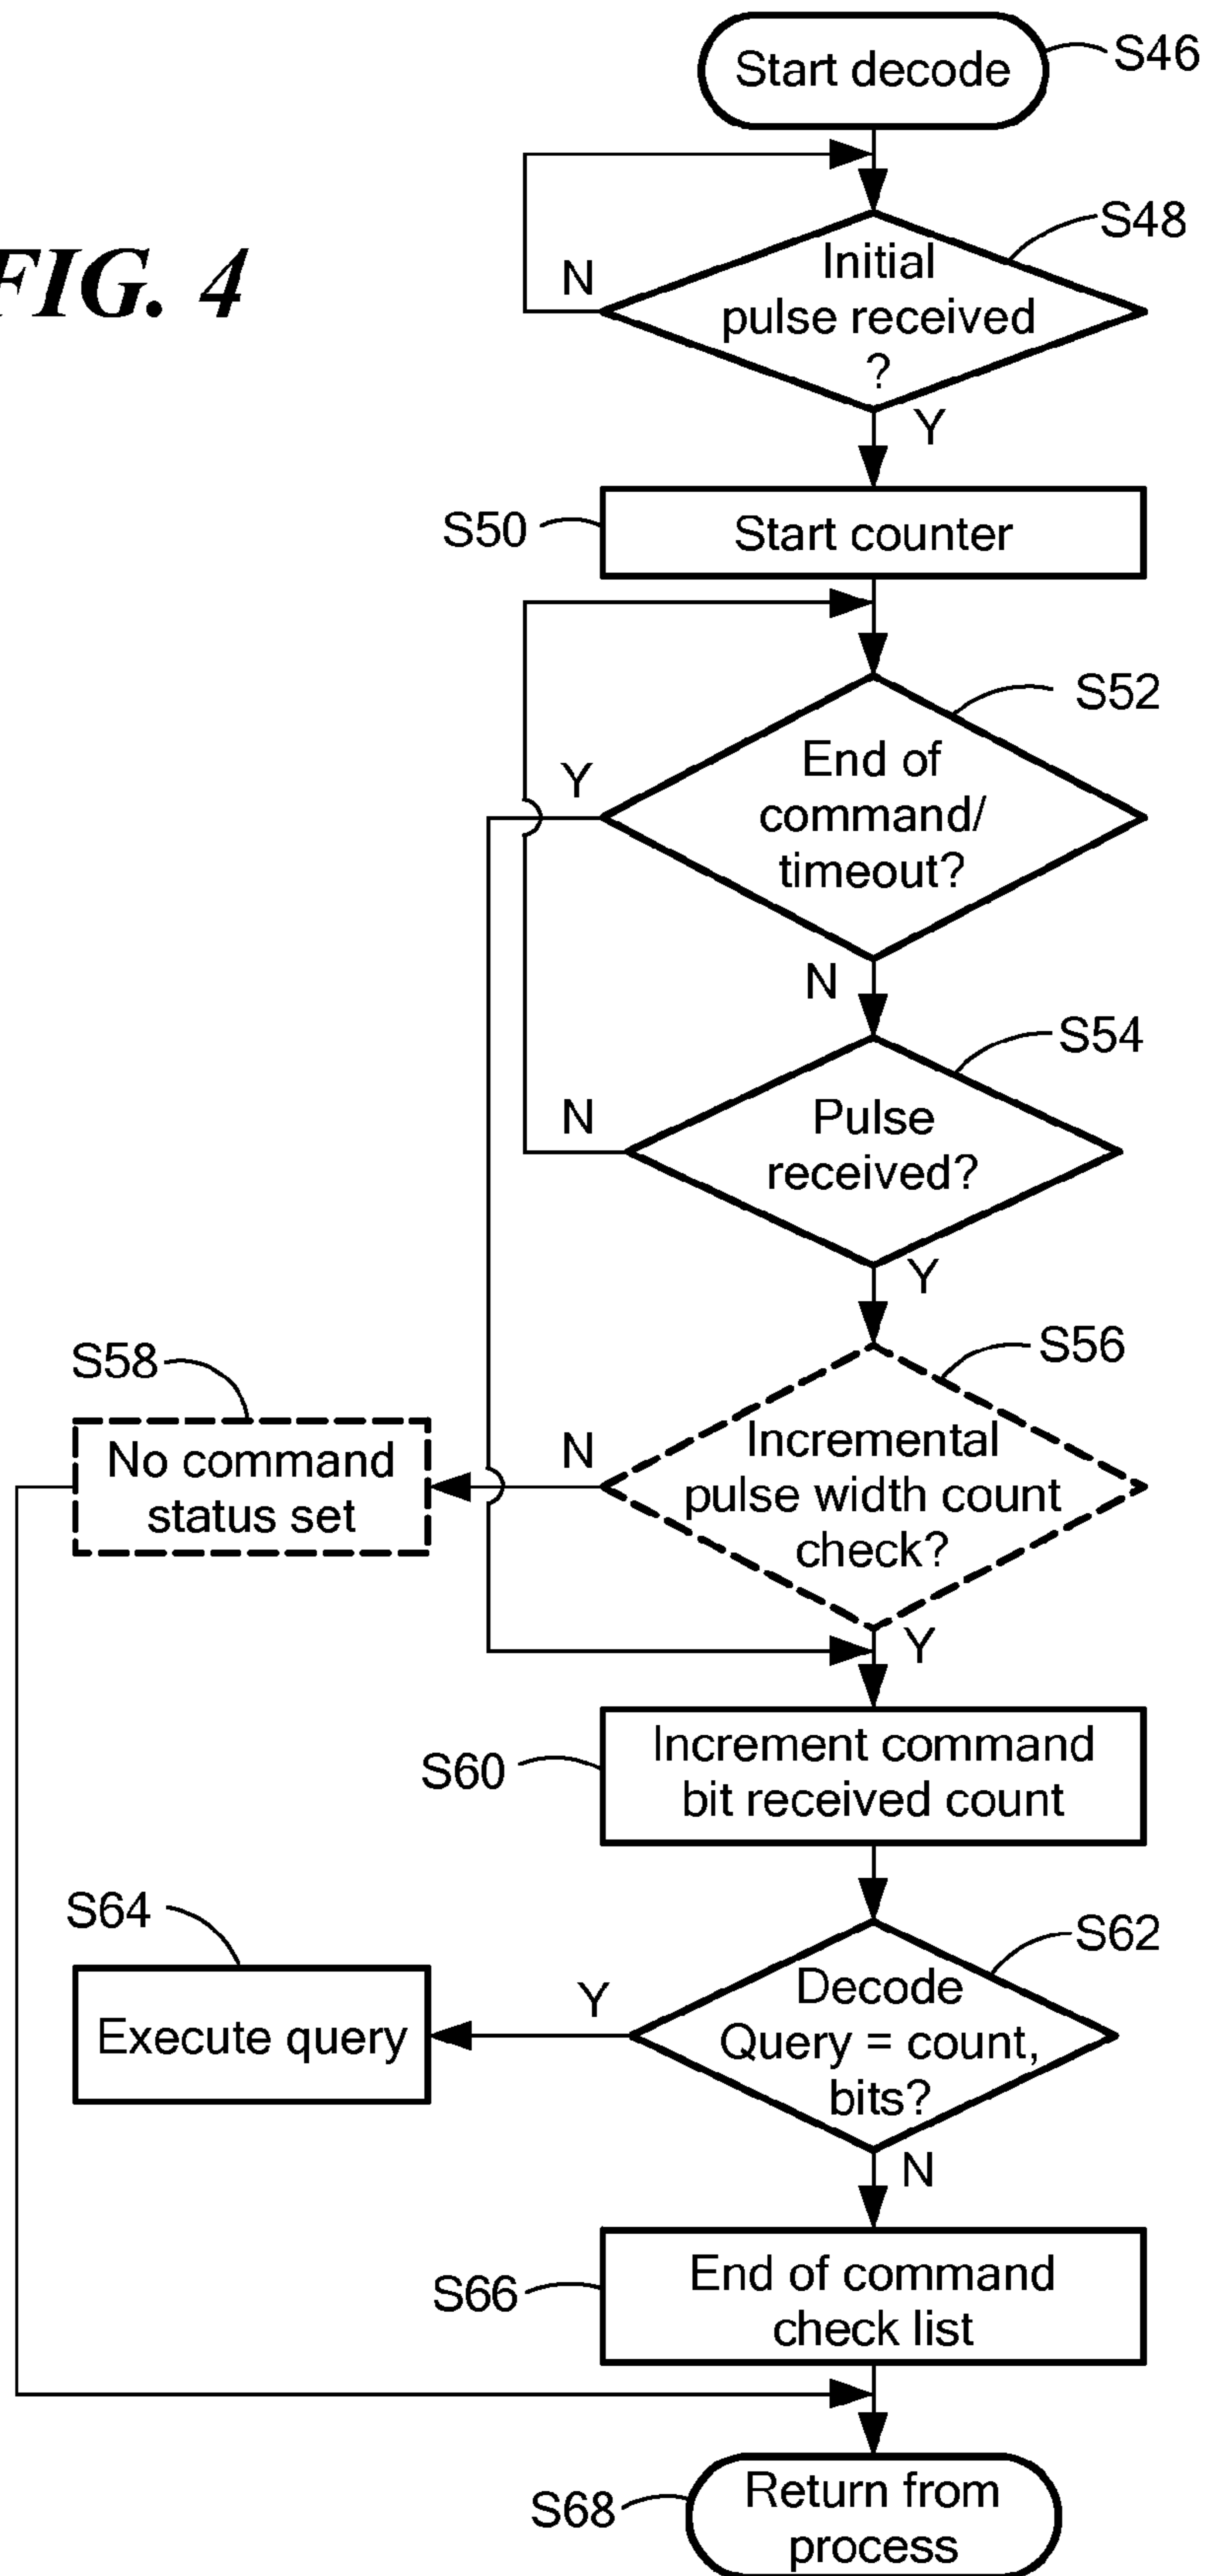 Start decode
S46
FIG. 4
S48
Initial
pulse received
?
N
Y
S50
Start counter
S52
End of
command/
timeout?
Y
N
S54
Pulse
received?
N
Y
S56
S58
Incremental
pulse width count
check?
N
No command
status set
Y
Increment command
bit received count
S60
S64
S62
Decode
Query = count,
bits?
Y
Execute query
N
End of command
check list
S66
Return from
process
S68